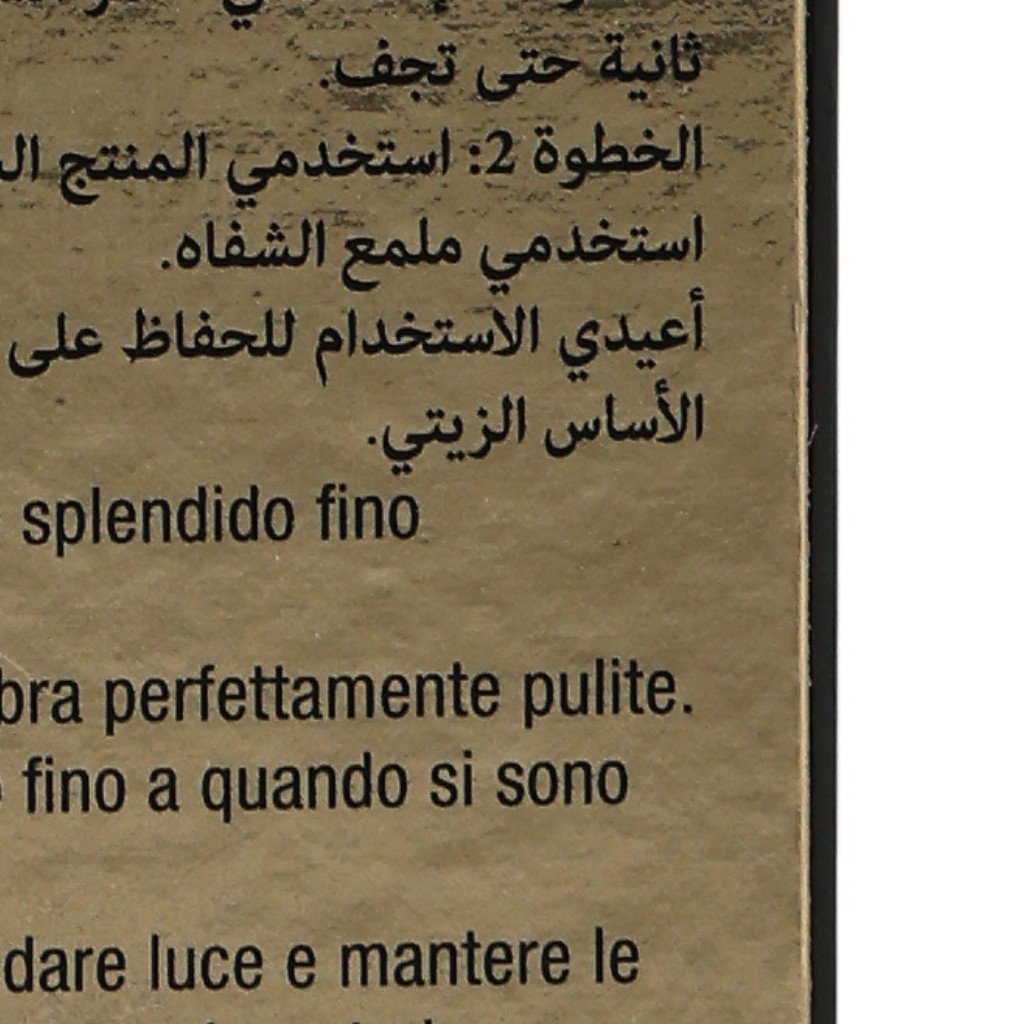 ثانية حتى تجف.
الخطوة 2: استخدمي المنتج
استخدمي ملمع الشفاه.
أعيدي الاستخدام للحفاظ على
الأساس الزيتي.
splendido fino
perfettamente pulite.
fino a quando si sono
dare luce e mantere le